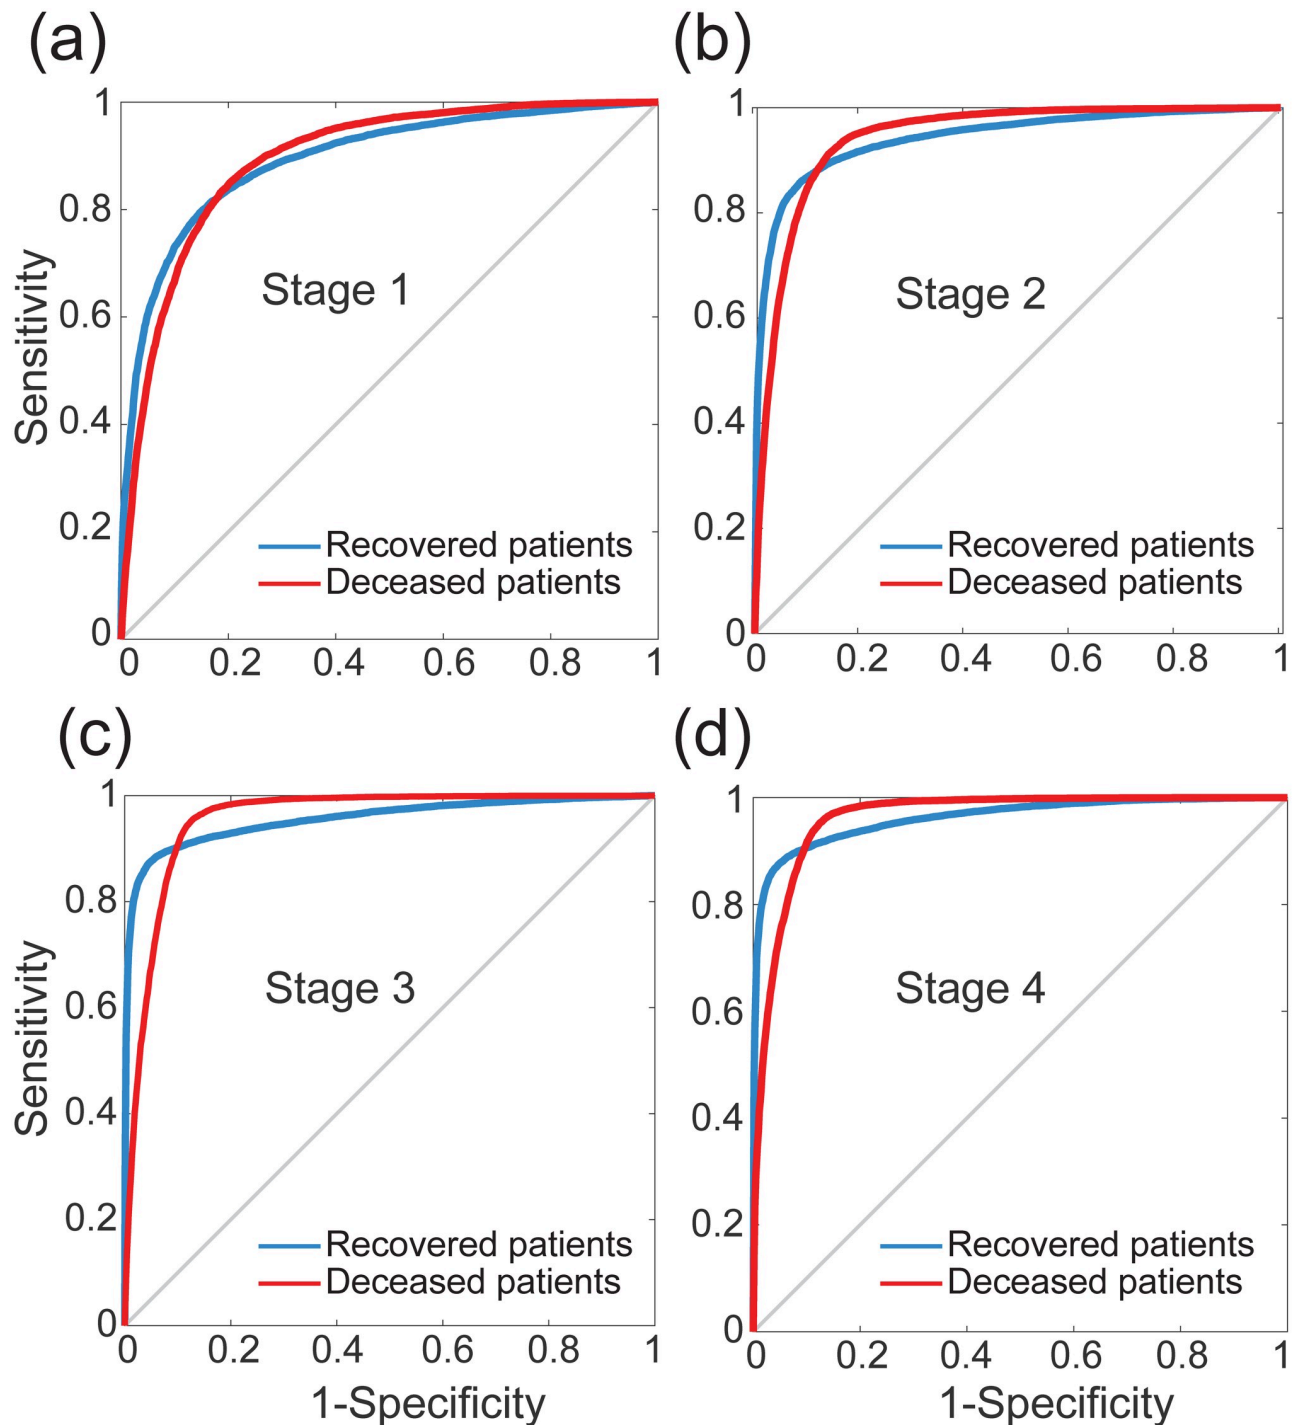 (a)
1
0.8
0.6
0.4
0.2
0
Sensitivity
Stage 1
Recovered patients
Deceased patients
0 0.2 0.4 0.6 0.8 1
(b)
1
0.8
0.6
0.4
0.2
0
Stage 2
Recovered patients
Deceased patients
0 0.2 0.4 0.6 0.8 1
(c)
1
0.8
0.6
0.4
0.2
0
Sensitivity
Stage 3
Recovered patients
Deceased patients
0 0.2 0.4 0.6 0.8 1
1-Specificity
(d)
1
0.8
0.6
0.4
0.2
0
Stage 4
Recovered patients
Deceased patients
0 0.2 0.4 0.6 0.8 1
1-Specificity